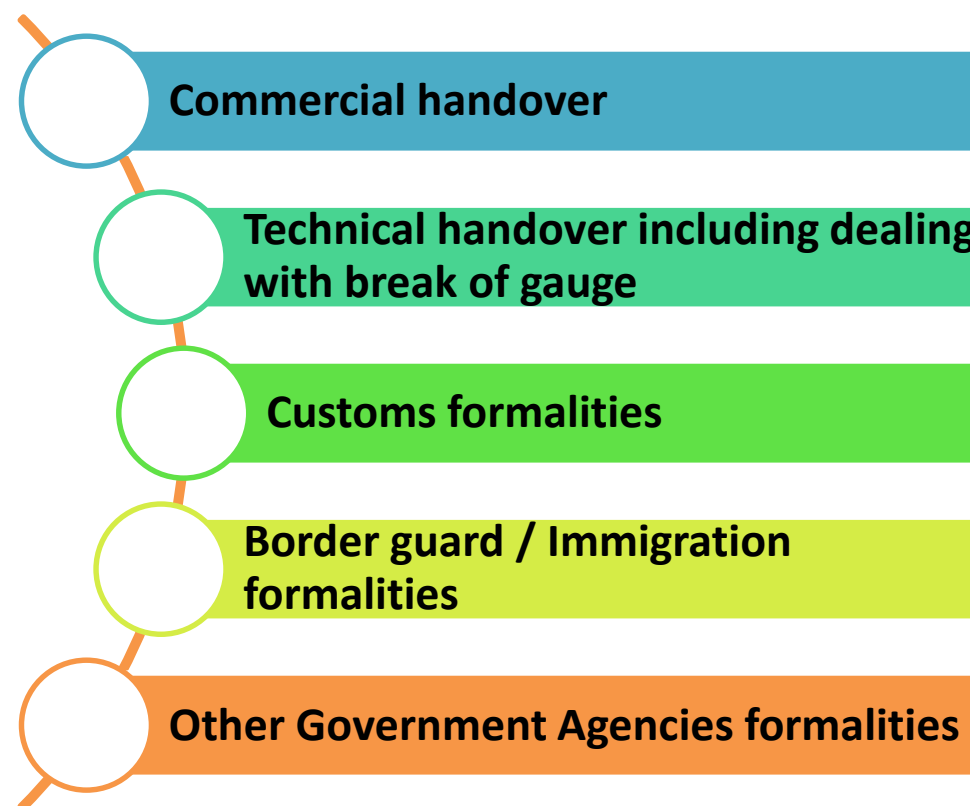 Commercial handover
Technical handover including dealing
with break of gauge
Customs formalities
Border guard / Immigration
formalities
Other Government Agencies formalities